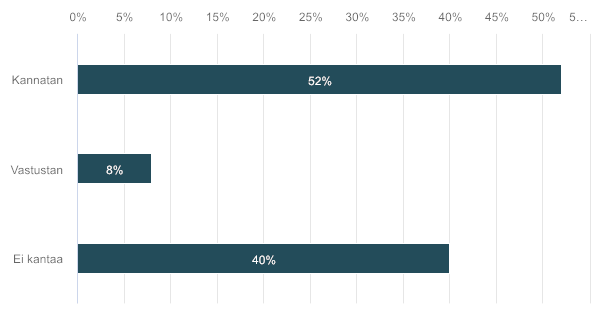 0% 5% 10% 15% 20% 25% 30% 35% 40% 45% 50% 5...
Kannatan 52%
Vastustan 8%
Ei kantaa 40%